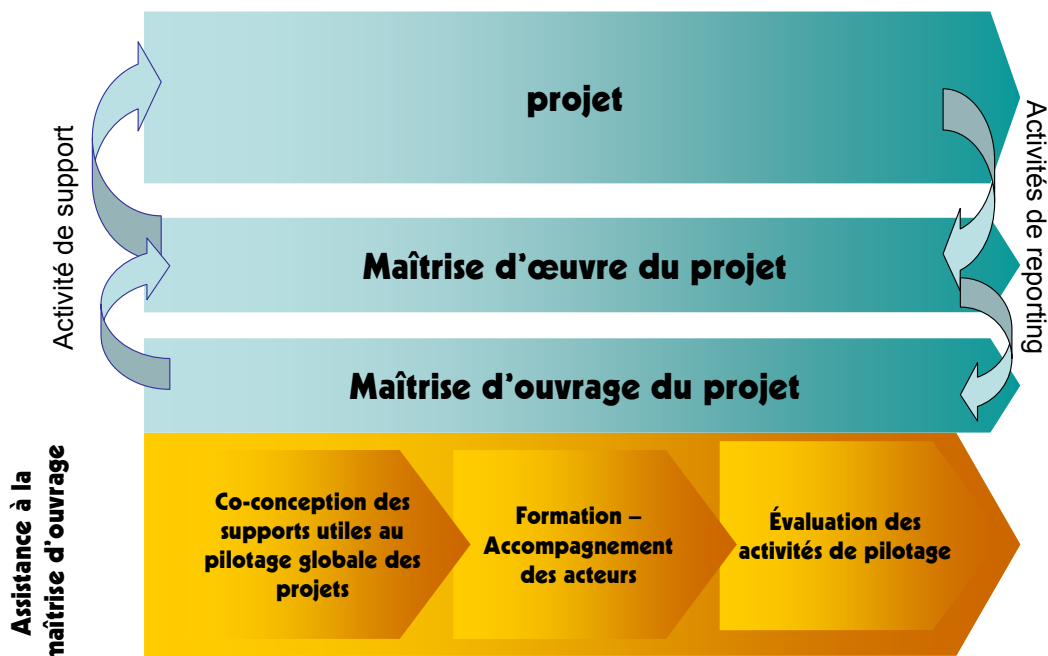 projet
Activité de support
Activités de reporting
Maîtrise d'œuvre du projet
Maîtrise d'ouvrage du projet
Assistance à la
maîtrise d'ouvrage
Co-conception des
supports utiles au
pilotage globale des
projets
Formation –
Accompagnement
des acteurs
Évaluation des
activités de pilotage